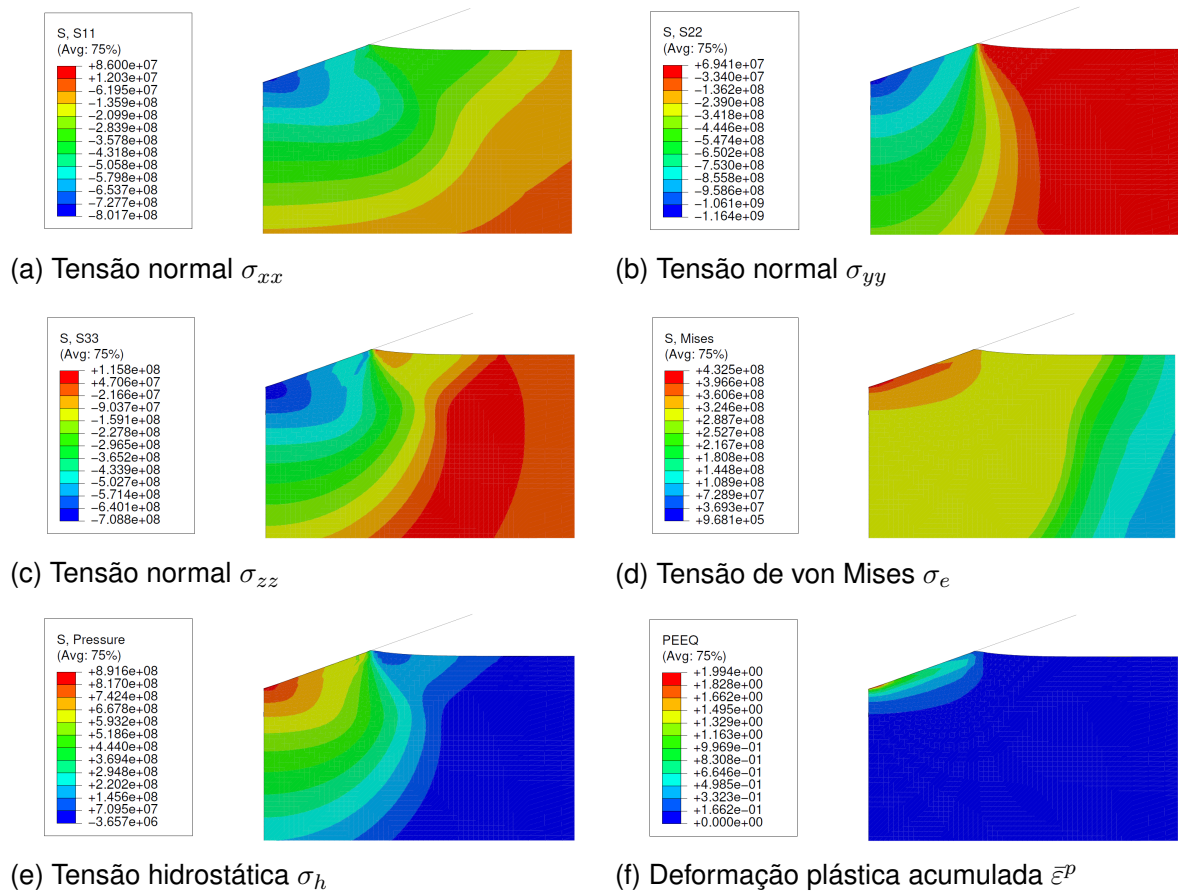 S, S11
(Avg: 75%)
+8.600e+07
+1.203e+07
−6.195e+07
−1.359e+08
−2.099e+08
−2.839e+08
−3.578e+08
−4.318e+08
−5.058e+08
−5.798e+08
−6.537e+08
−7.277e+08
−8.017e+08
(a) Tensão normal σxx
S, S22
(Avg: 75%)
+6.941e+07
−3.340e+07
−1.362e+08
−2.390e+08
−3.418e+08
−4.446e+08
−5.474e+08
−6.502e+08
−7.530e+08
−8.558e+08
−9.586e+08
−1.061e+09
−1.164e+09
(b) Tensão normal σyy
S, S33
(Avg: 75%)
+1.158e+08
+4.706e+07
−2.166e+07
−9.037e+07
−1.591e+08
−2.278e+08
−2.965e+08
−3.652e+08
−4.339e+08
−5.027e+08
−5.714e+08
−6.401e+08
−7.088e+08
(c) Tensão normal σzz
S, Mises
(Avg: 75%)
+4.325e+08
+3.966e+08
+3.606e+08
+3.246e+08
+2.887e+08
+2.527e+08
+2.167e+08
+1.808e+08
+1.448e+08
+1.089e+08
+7.289e+07
+3.693e+07
+9.681e+05
(d) Tensão de von Mises σe
S, Pressure
(Avg: 75%)
+8.916e+08
+8.170e+08
+7.424e+08
+6.678e+08
+5.932e+08
+5.186e+08
+4.440e+08
+3.694e+08
+2.948e+08
+2.202e+08
+1.456e+08
+7.095e+07
−3.657e+06
(e) Tensão hidrostática σh
PEEQ
(Avg: 75%)
+1.994e+00
+1.828e+00
+1.662e+00
+1.495e+00
+1.329e+00
+1.163e+00
+9.969e−01
+8.308e−01
+6.646e−01
+4.985e−01
+3.323e−01
+1.662e−01
+0.000e+00
(f) Deformação plástica acumulada ε̄p